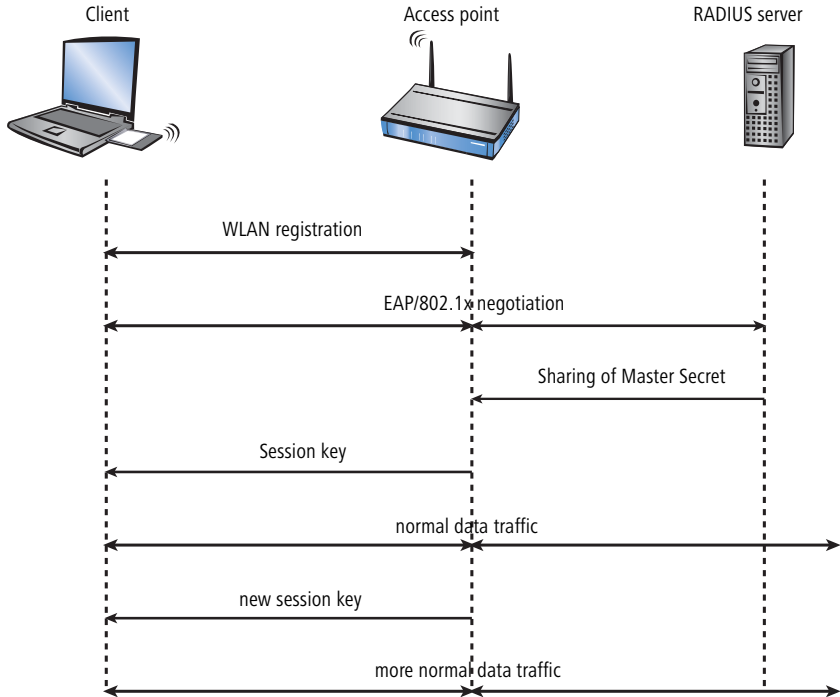 Client
Access point
RADIUS server
WLAN registration
EAP/802.1x negotiation
Sharing of Master Secret
Session key
normal data traffic
new session key
more normal data traffic